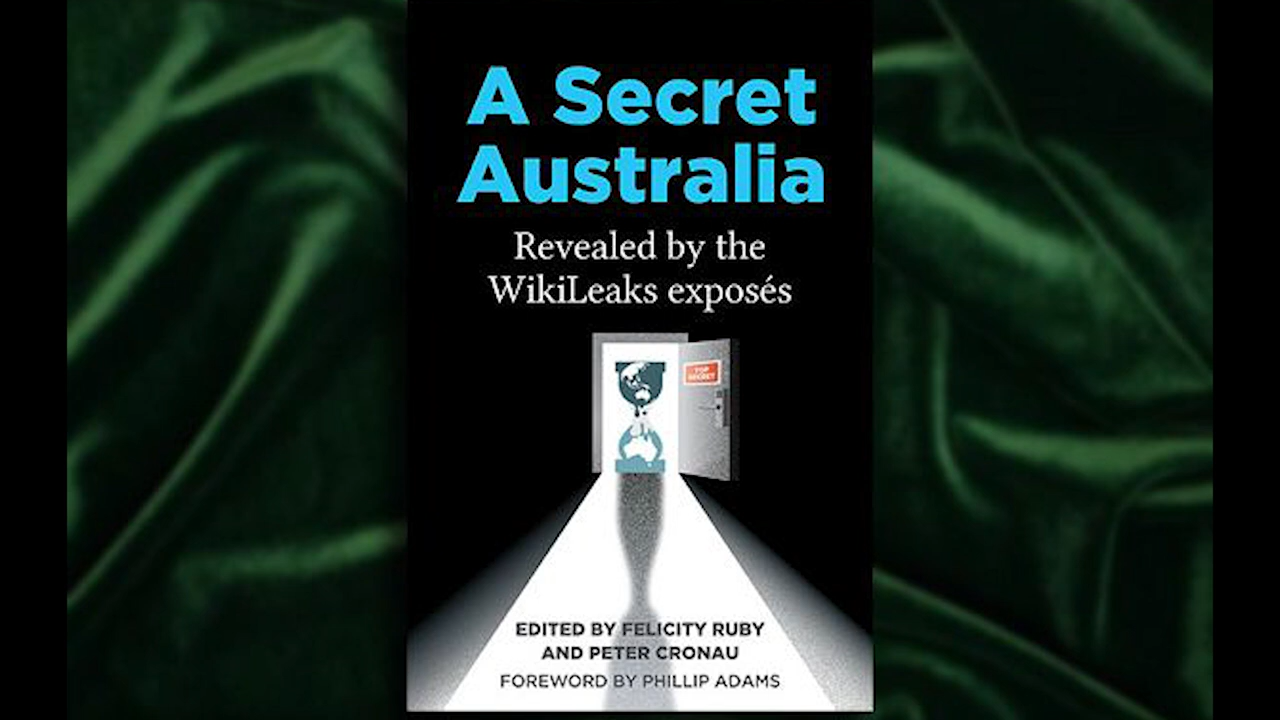 A Secret
Australia
Revealed by the
WikiLeaks exposés
TOP
SECRET
EDITED BY FELICITY RUBY
AND PETER CRONAU
FOREWORD BY PHILLIP ADAMS